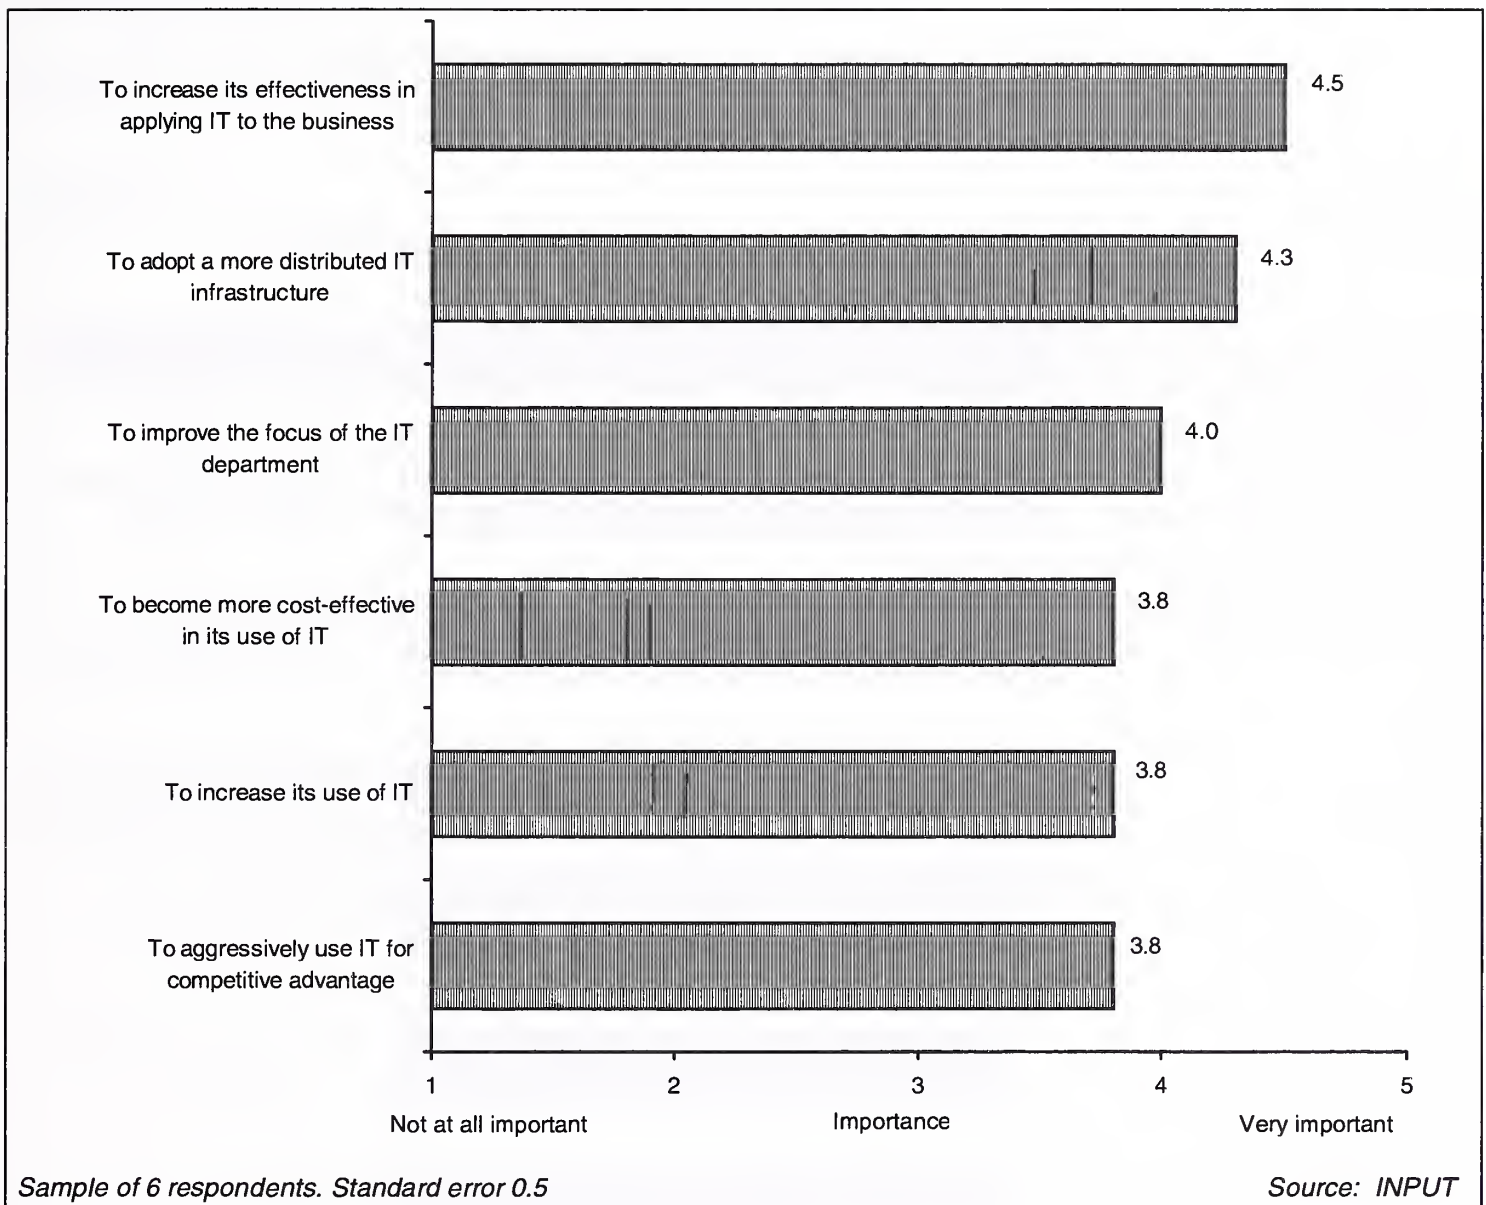 To increase its effectiveness in
applying IT to the business
4.5
To adopt a more distributed IT
infrastructure
4.3
To improve the focus of the IT
department
4.0
To become more cost-effective
in its use of IT
3.8
To increase its use of IT
3.8
To aggressively use IT for
competitive advantage
3.8
1 2 3 4 5
Not at all important Importance Very important
Sample of 6 respondents. Standard error 0.5 Source: INPUT